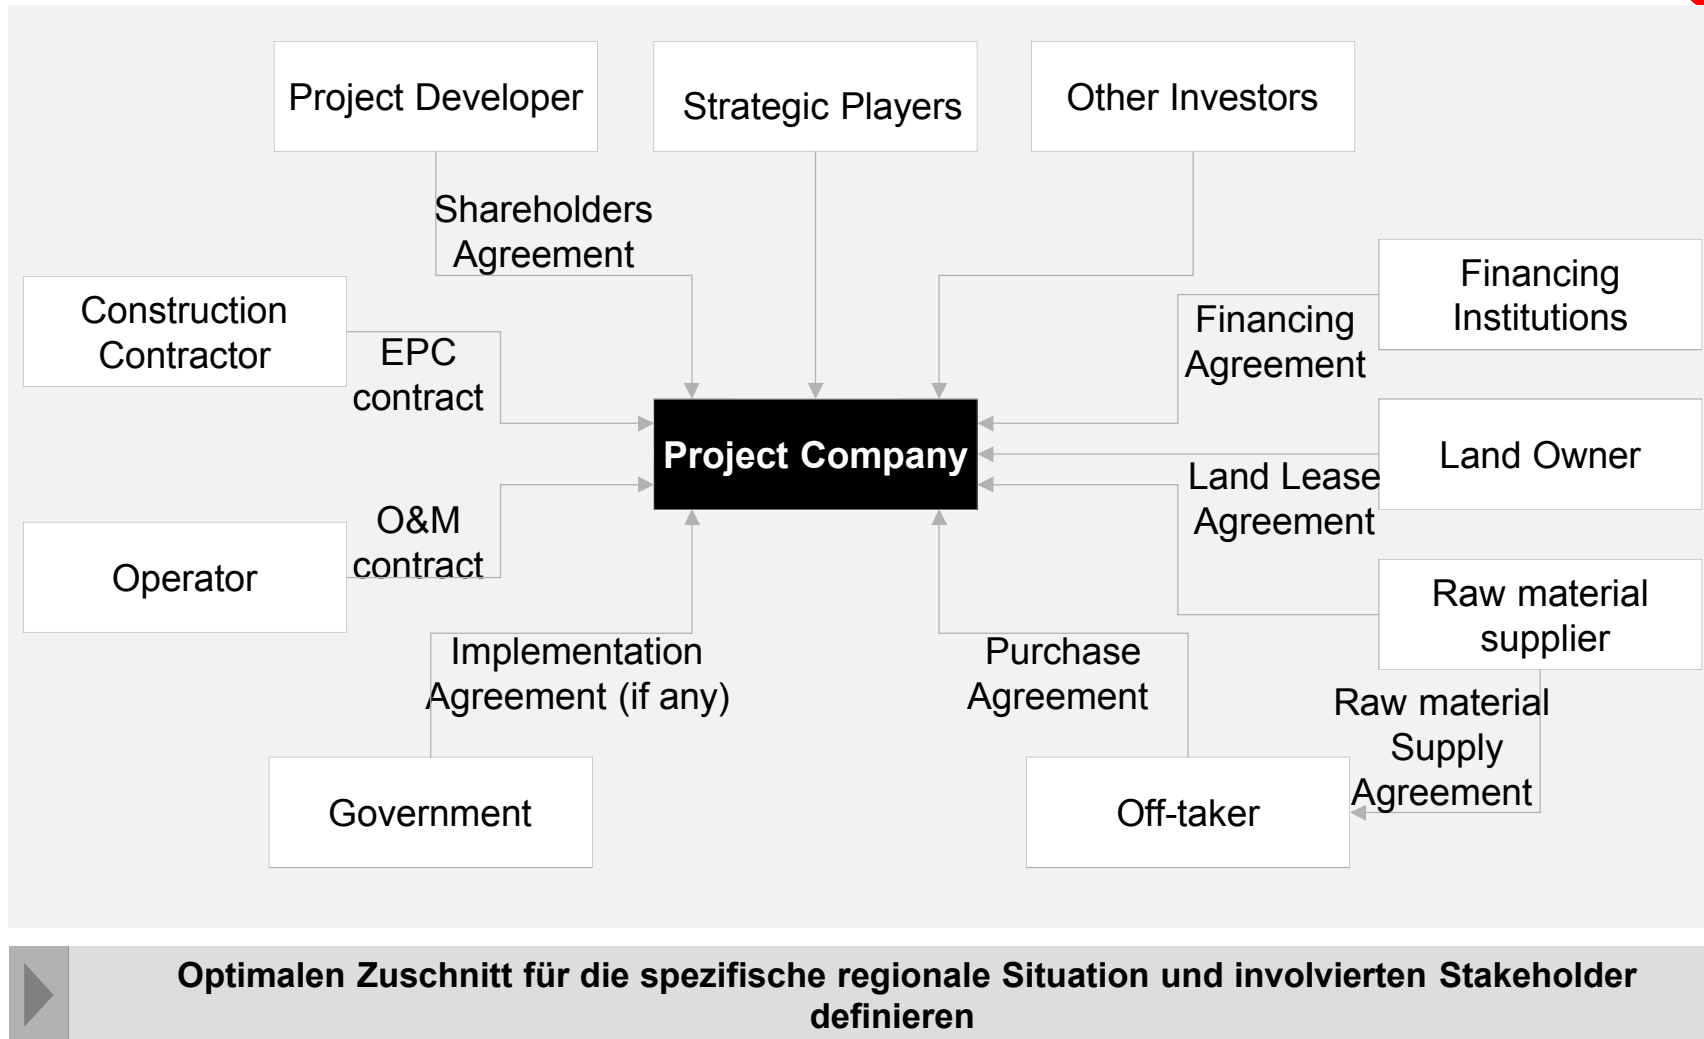 Project Developer
Strategic Players
Other Investors
Shareholders
Agreement
Financing
Institutions
Construction
Contractor
Financing
Agreement
EPC
contract
Project Company
Land Owner
Land Lease
Agreement
O&M
contract
Operator
Raw material
supplier
Implementation
Agreement (if any)
Purchase
Agreement
Raw material
Supply
Agreement
Government
Off-taker
Optimalen Zuschnitt für die spezifische regionale Situation und involvierten Stakeholder
definieren